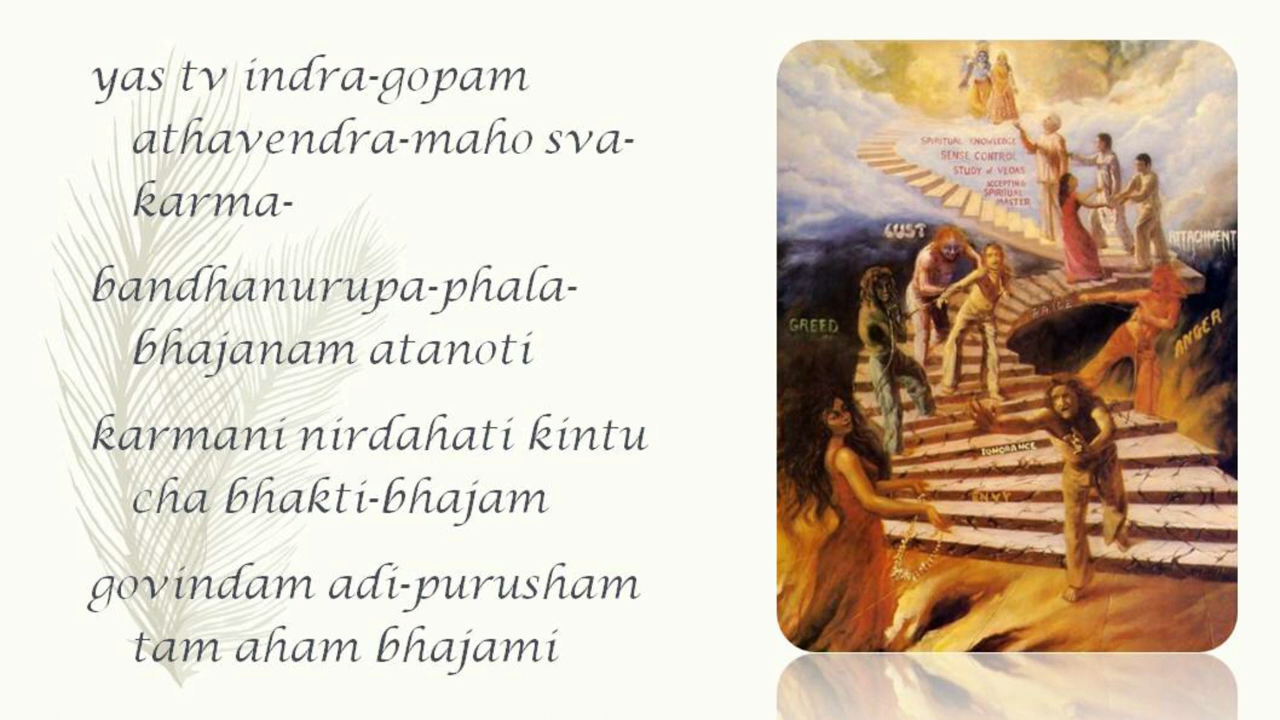 yas tv indra-gopam
athavendra-maho sva-
karma-
bandhanurupa-phala-
bhajanam atanoti
karmani nirdahati kintu
cha bhakti-bhajam
govindam adi-purusham
tam aham bhajami
SPIRITUAL KNOWLEDGE
SENSE CONTROL
STUDY of VEDAS
ACCEPTING
SPIRITUAL
MASTER
LUST
ATTACHMENT
PRIDE
GREED
ANGER
IGNORANCE
ENVY